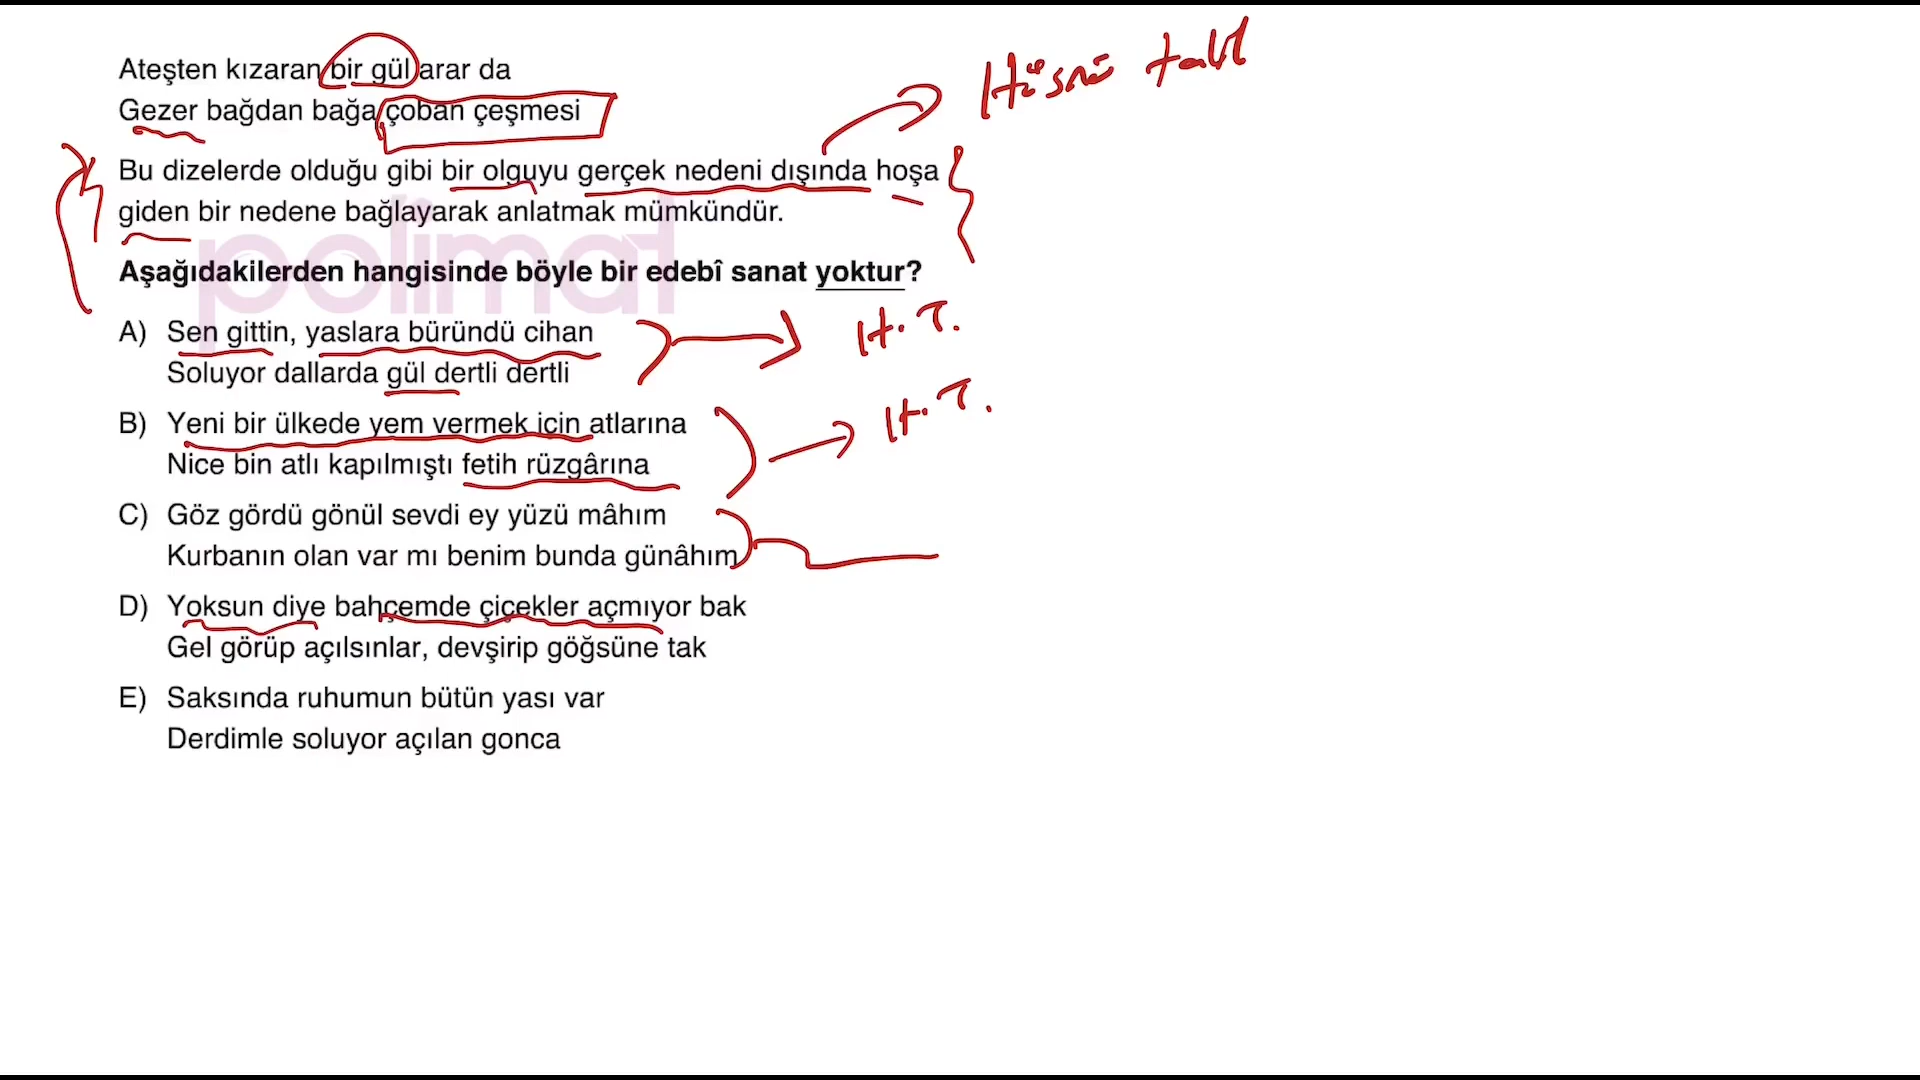 Ateşten kızaran bir gül arar da
Gezer bağdan bağa çoban çeşmesi
Hüsnü talil
Bu dizelerde olduğu gibi bir olguyu gerçek nedeni dışında hoşa
giden bir nedene bağlayarak anlatmak mümkündür.
polimat
Aşağıdakilerden hangisinde böyle bir edebî sanat yoktur?
A) Sen gittin, yaslara büründü cihan
Soluyor dallarda gül dertli dertli
H.T.
B) Yeni bir ülkede yem vermek için atlarına
Nice bin atlı kapılmıştı fetih rüzgârına
H.T.
C) Göz gördü gönül sevdi ey yüzü mâhım
Kurbanın olan var mı benim bunda günâhım
D) Yoksun diye bahçemde çiçekler açmıyor bak
Gel görüp açılsınlar, devşirip göğsüne tak
E) Saksında ruhumun bütün yası var
Derdimle soluyor açılan gonca